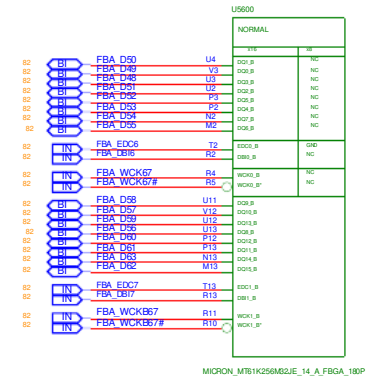 U5600
NORMAL
x16 x8
82 BI FBA_D50 U4 DQ1_B NC
82 BI FBA_D49 V3 DQ3_B NC
82 BI FBA_D48 U3 DQ0_B NC
82 BI FBA_D51 U2 DQ2_B NC
82 BI FBA_D52 P3 DQ5_B NC
82 BI FBA_D53 P2 DQ4_B NC
82 BI FBA_D54 N2 DQ7_B NC
82 BI FBA_D55 M2 DQ6_B NC
82 IN FBA_EDC6 T2 EDC0_B GND
82 IN FBA_DBI6 R2 DBI0_B NC
82 IN FBA_WCK67 R4 WCK0_B NC
82 IN FBA_WCK67# R5 WCK0_B* NC
82 BI FBA_D58 U11 DQ9_B
82 BI FBA_D57 V12 DQ10_B
82 BI FBA_D59 U12 DQ13_B
82 BI FBA_D56 U13 DQ8_B
82 BI FBA_D60 P12 DQ12_B
82 BI FBA_D61 P13 DQ11_B
82 BI FBA_D63 N13 DQ14_B
82 BI FBA_D62 M13 DQ15_B
82 IN FBA_EDC7 T13 EDC1_B
82 IN FBA_DBI7 R13 DBI1_B
82 IN FBA_WCKB67 R11 WCK1_B
82 IN FBA_WCKB67# R10 WCK1_B*
MICRON_MT61K256M32JE_14_A_FBGA_180P